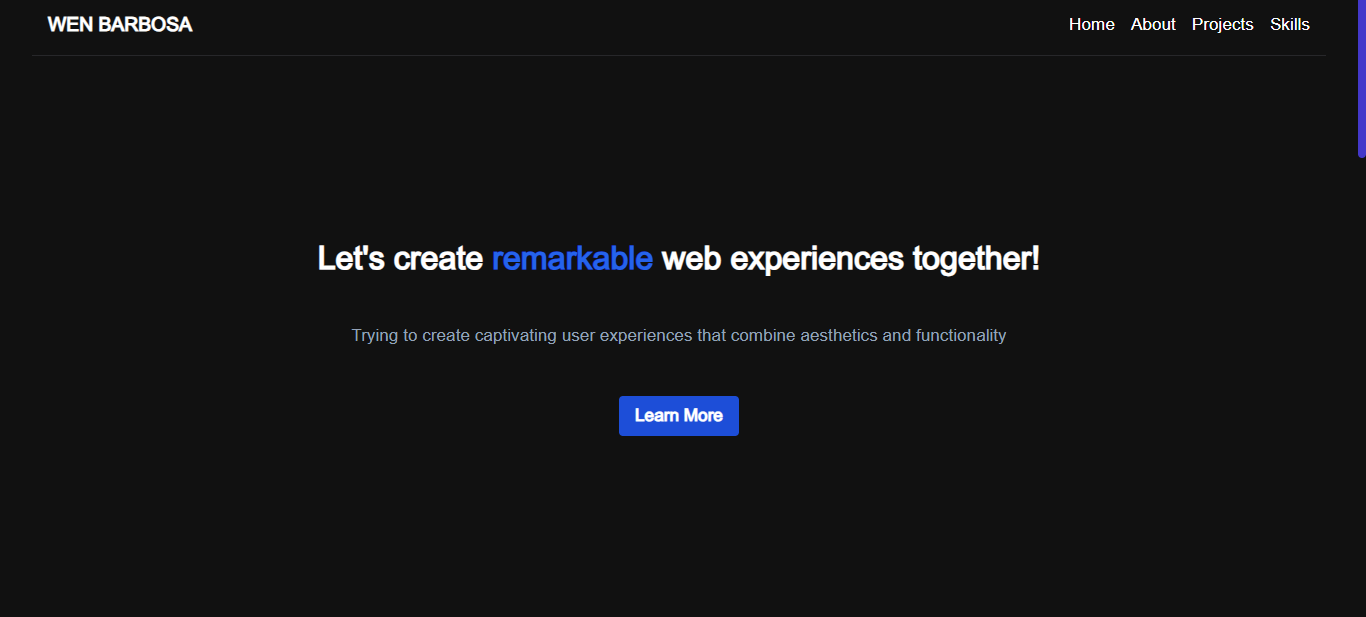 WEN BARBOSA
Home About Projects Skills
Let's create remarkable web experiences together!
Trying to create captivating user experiences that combine aesthetics and functionality
Learn More